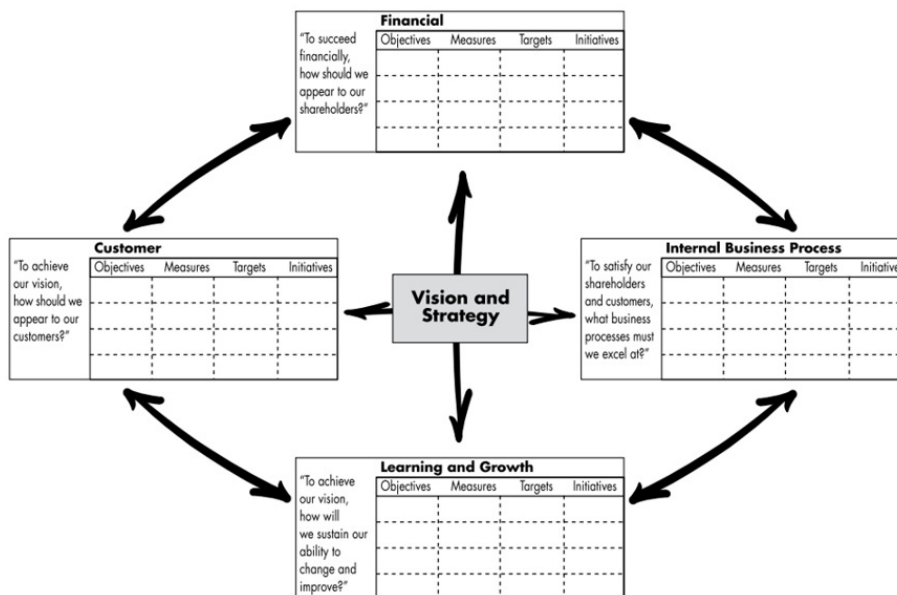 Financial
"To succeed
financially,
how should we
appear to our
shareholders?"
Objectives Measures Targets Initiatives
Customer
"To achieve
our vision,
how should we
appear to our
customers?"
Objectives Measures Targets Initiatives
Vision and
Strategy
Internal Business Process
"To satisfy our
shareholders
and customers,
what business
processes must
we excel at?"
Objectives Measures Targets Initiative
Learning and Growth
"To achieve
our vision,
how will
we sustain our
ability to
change and
improve?"
Objectives Measures Targets Initiatives